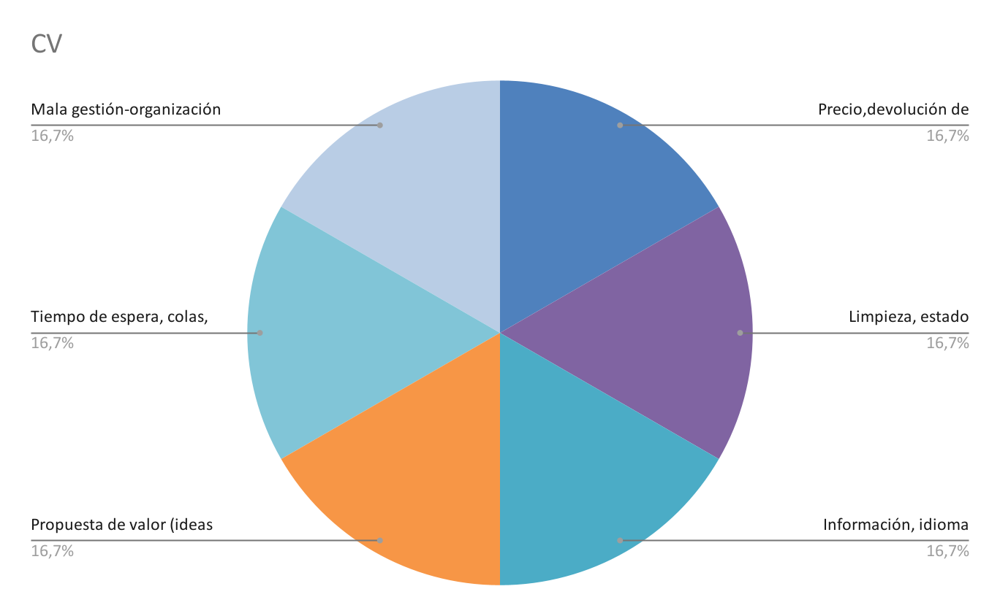 CV
Mala gestión-organización
16,7%
Precio,devolución de
16,7%
Tiempo de espera, colas,
16,7%
Limpieza, estado
16,7%
Propuesta de valor (ideas
16,7%
Información, idioma
16,7%